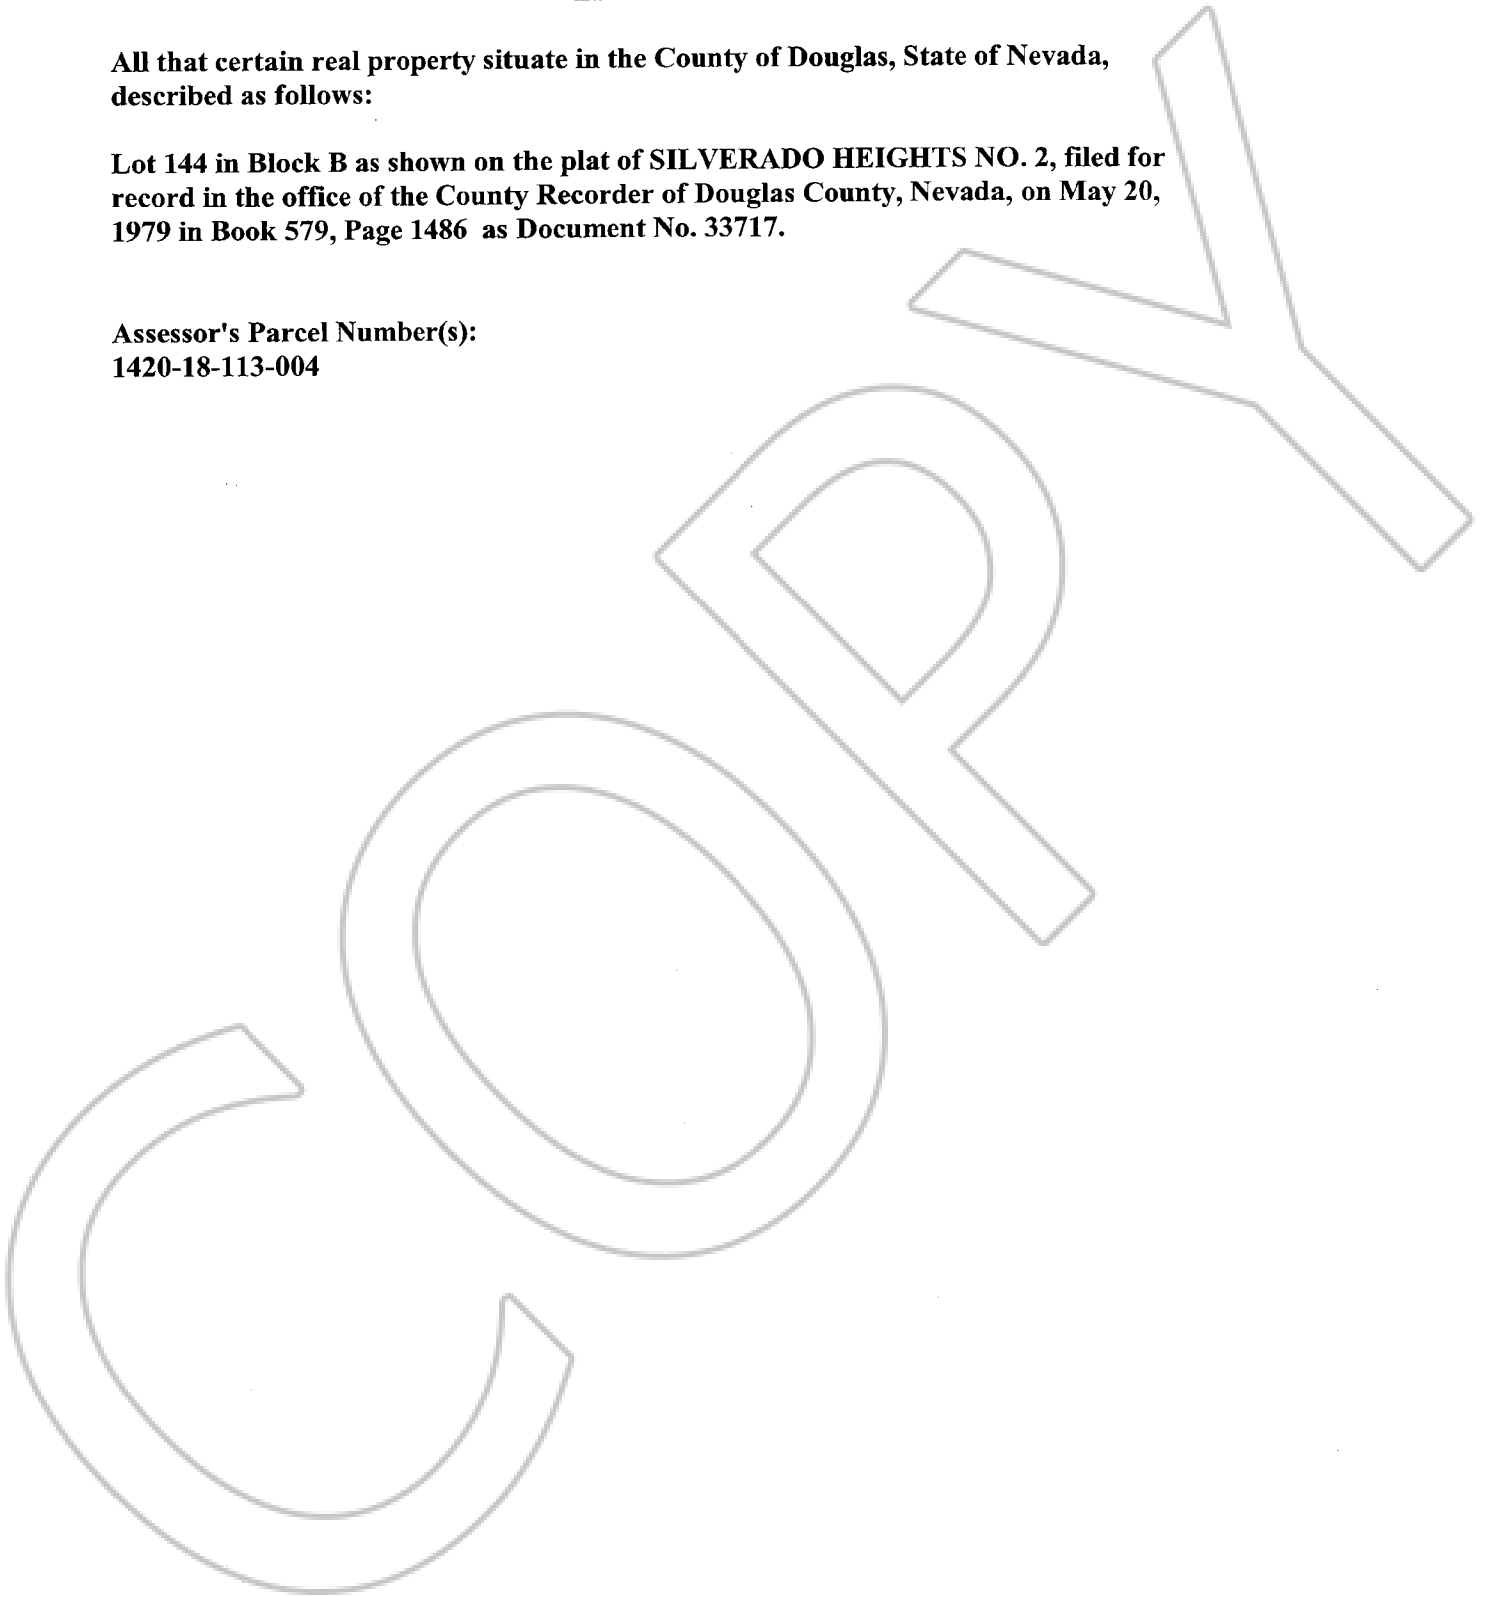 All that certain real property situate in the County of Douglas, State of Nevada,
described as follows:
Lot 144 in Block B as shown on the plat of SILVERADO HEIGHTS NO. 2, filed for
record in the office of the County Recorder of Douglas County, Nevada, on May 20,
1979 in Book 579, Page 1486 as Document No. 33717.
Assessor's Parcel Number(s):
1420-18-113-004
COPY